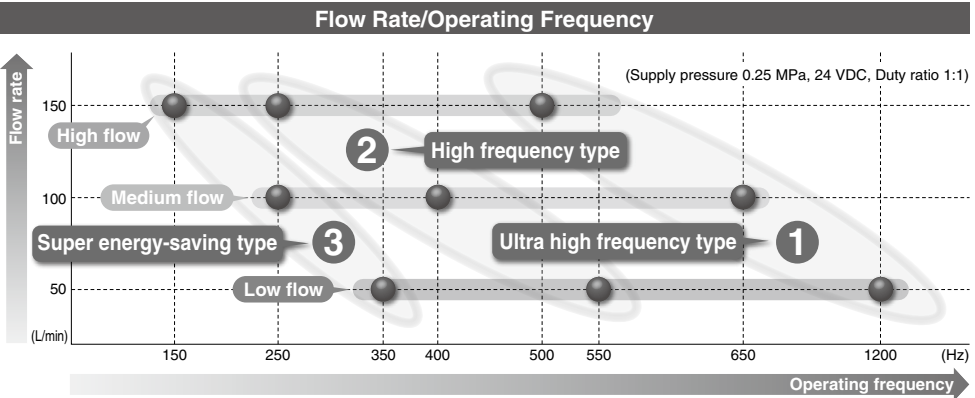 Flow Rate/Operating Frequency
Flow rate
(Supply pressure 0.25 MPa, 24 VDC, Duty ratio 1:1)
150
High flow
2
High frequency type
100
Medium flow
Super energy-saving type
3
Ultra high frequency type
1
50
Low flow
(L/min)
150 250 350 400 500 550 650 1200 (Hz)
Operating frequency